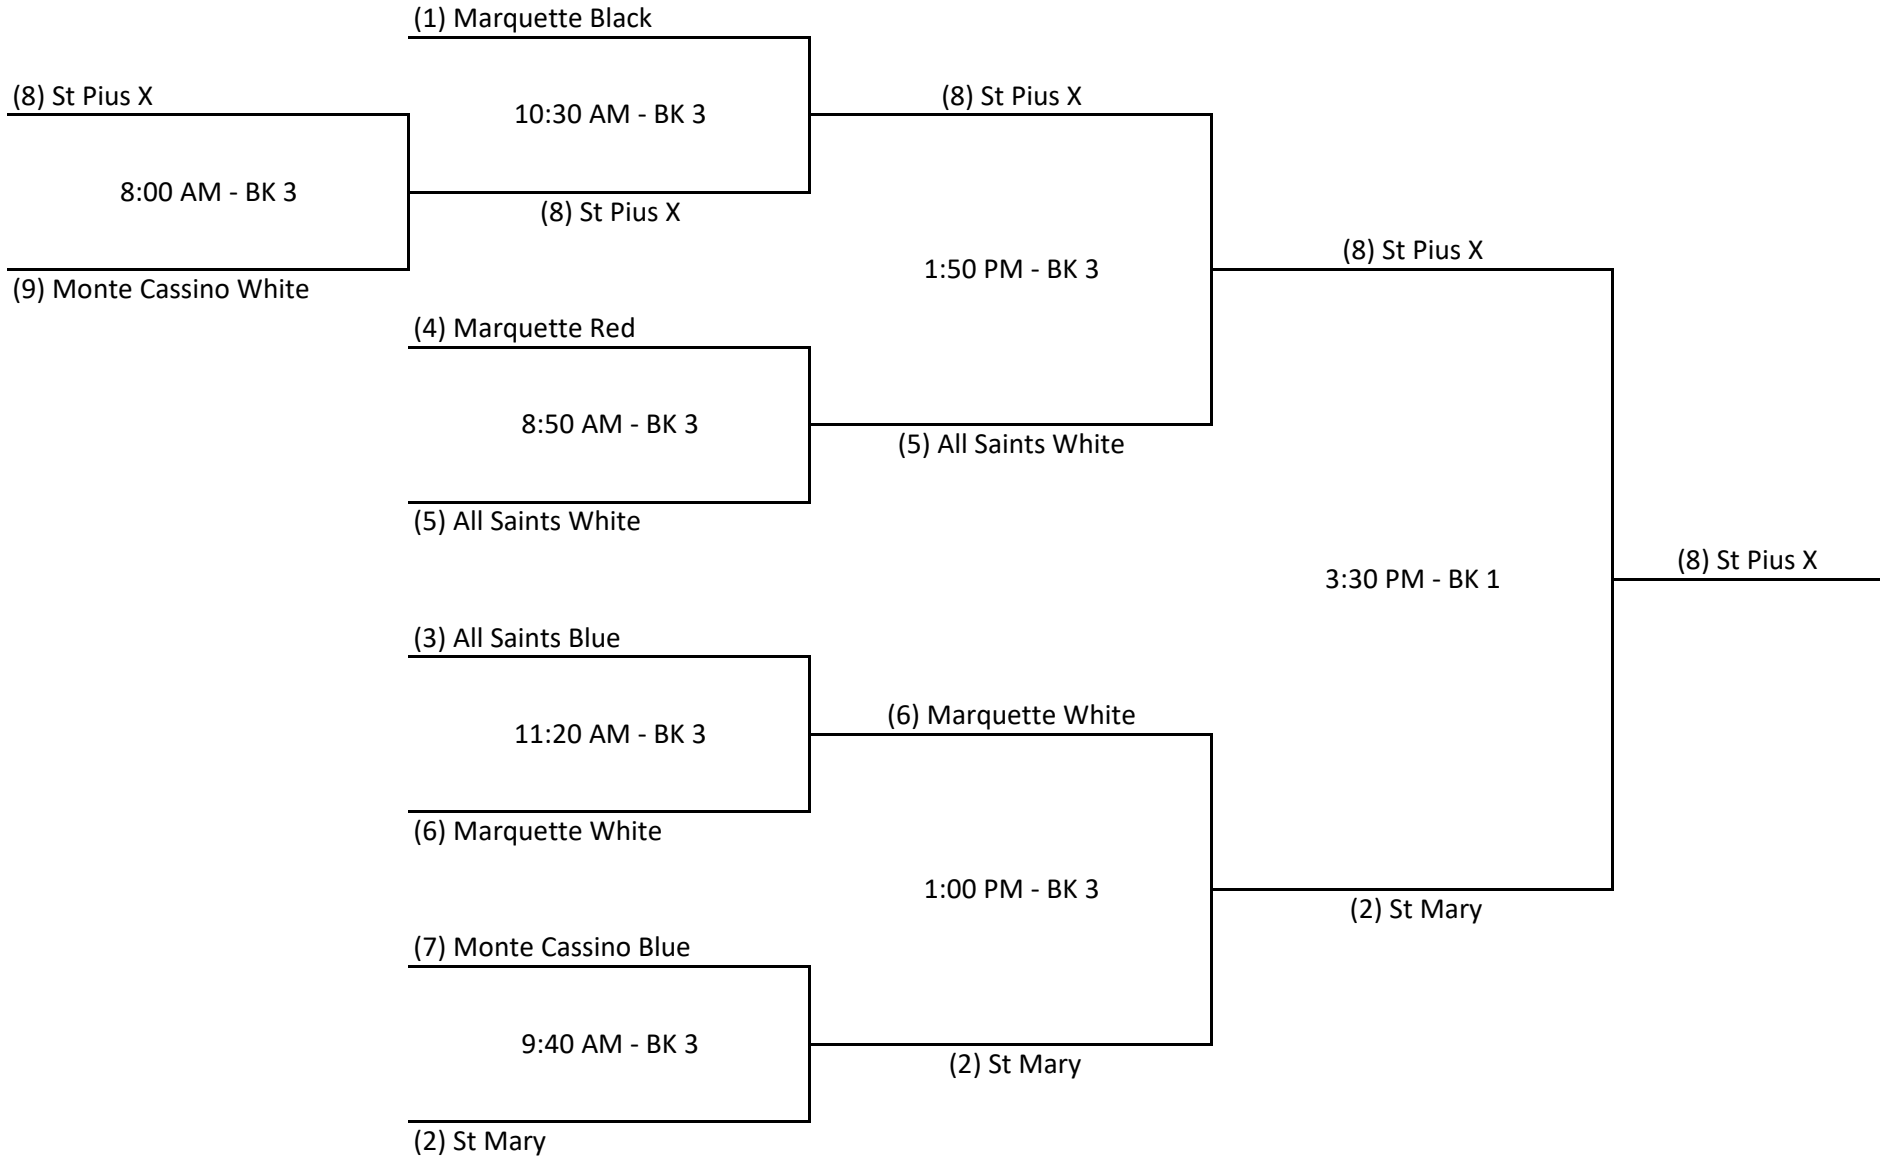 (1) Marquette Black
(8) St Pius X
10:30 AM - BK 3
(8) St Pius X
8:00 AM - BK 3
(8) St Pius X
(9) Monte Cassino White
1:50 PM - BK 3
(8) St Pius X
(4) Marquette Red
8:50 AM - BK 3
(5) All Saints White
(5) All Saints White
3:30 PM - BK 1
(8) St Pius X
(3) All Saints Blue
11:20 AM - BK 3
(6) Marquette White
(6) Marquette White
1:00 PM - BK 3
(2) St Mary
(7) Monte Cassino Blue
9:40 AM - BK 3
(2) St Mary
(2) St Mary